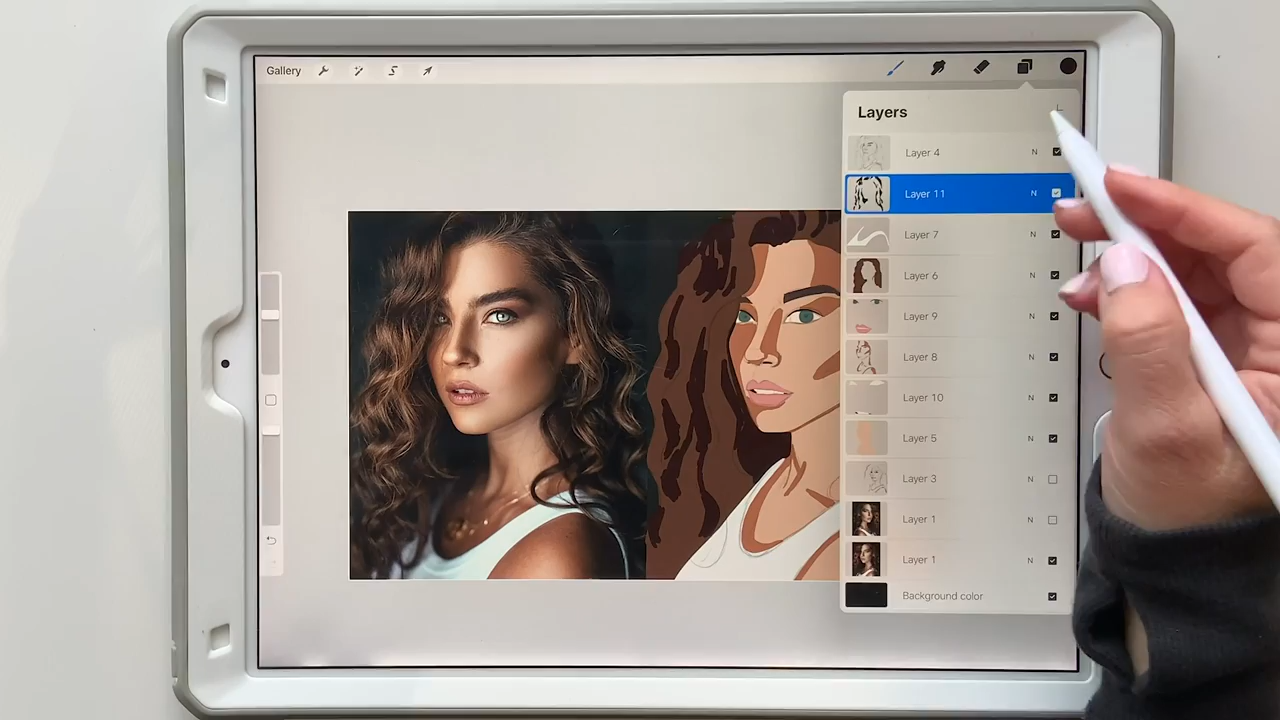 Gallery
Layers
Layer 4 N
Layer 11 N
Layer 7 N
Layer 6 N
Layer 9 N
Layer 8 N
Layer 10 N
Layer 5 N
Layer 3 N
Layer 1 N
Layer 1 N
Background color